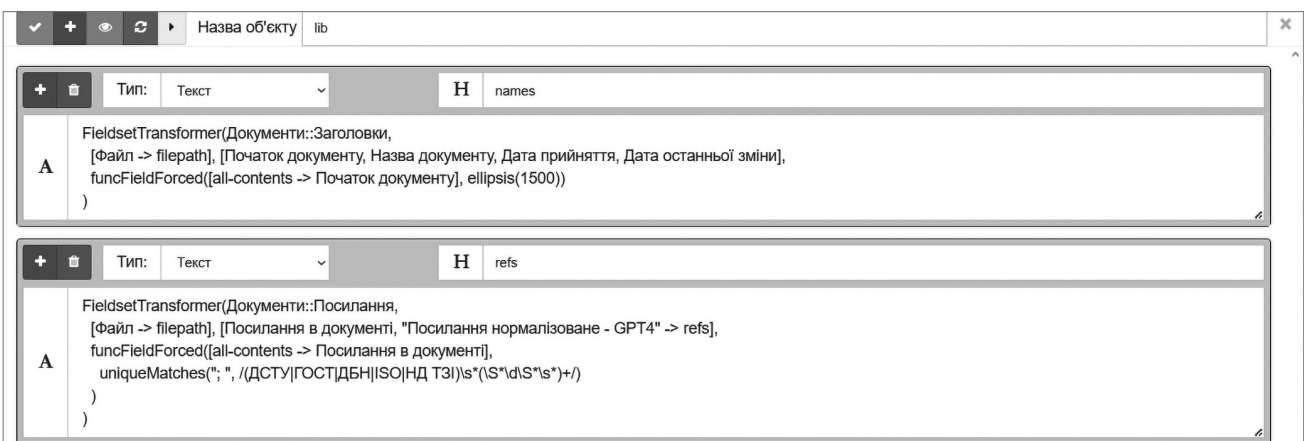 Назва об'єкту lib
Тип: Текст H names
FieldsetTransformer(Документи::Заголовки,
[Файл -> filepath], [Початок документу, Назва документу, Дата прийняття, Дата останньої зміни],
funcFieldForced([all-contents -> Початок документу], ellipsis(1500))
A
)
Тип: Текст H refs
FieldsetTransformer(Документи::Посилання,
[Файл -> filepath], [Посилання в документі, "Посилання нормалізоване - GPT4" -> refs],
funcFieldForced([all-contents -> Посилання в документі],
A
uniqueMatches("; ", /(ДСТУ|ГОСТ|ДБН|ISO|НД ТЗІ)\s*(\S*\d\S*\s*)+/)
)
)